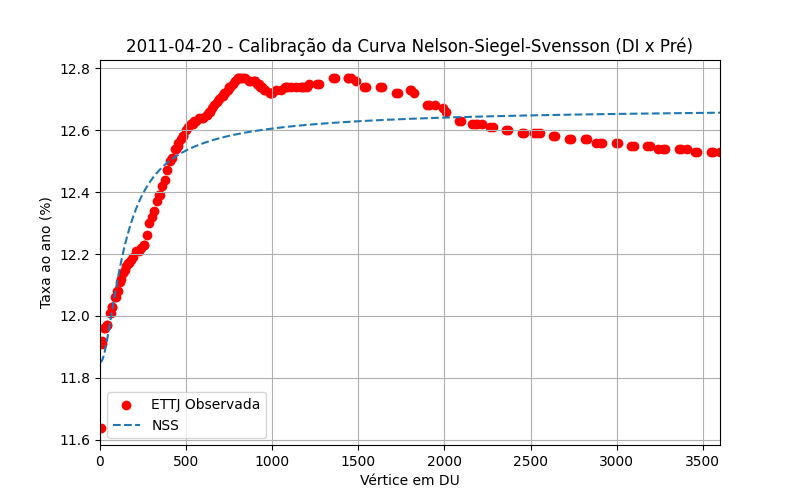 2011-04-20 - Calibração da Curva Nelson-Siegel-Svensson (DI x Pré)
Taxa ao ano (%)
12.8
12.6
12.4
12.2
12.0
11.8
11.6
ETTJ Observada
NSS
0 500 1000 1500 2000 2500 3000 3500
Vértice em DU